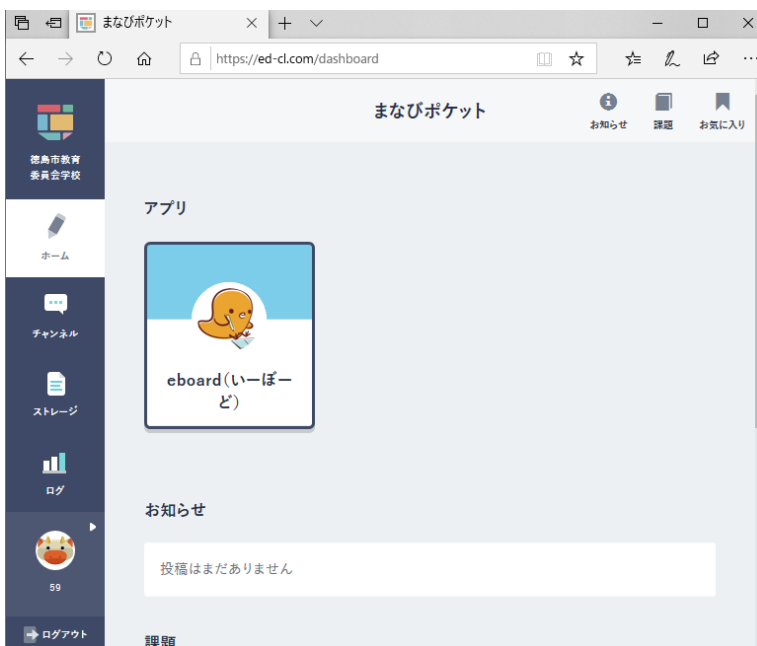 まなびポケット
https://ed-cl.com/dashboard
徳島市教育
委員会学校
まなびポケット
お知らせ
課題
お気に入り
ホーム
チャンネル
ストレージ
ログ
59
ログアウト
アプリ
eboard(いーぼー
ど)
お知らせ
投稿はまだありません
課題